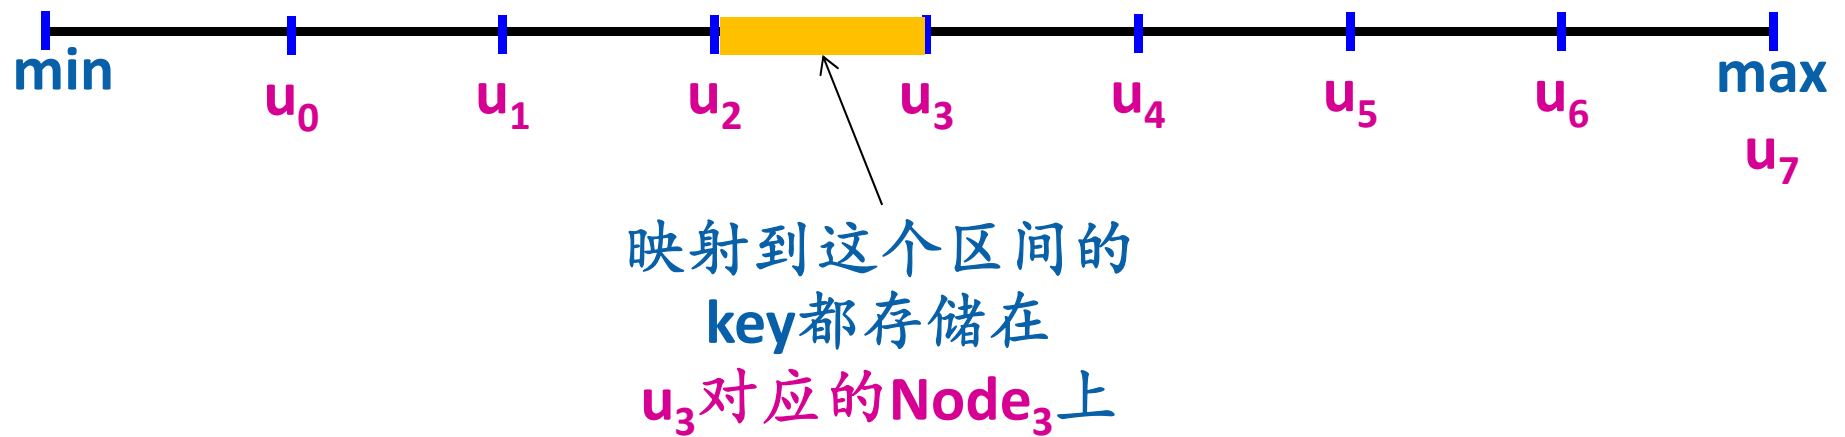 min
max
u₀
u₁
u₂
u₃
u₄
u₅
u₆
u₇
映射到这个区间的
key都存储在
u₃对应的Node₃上